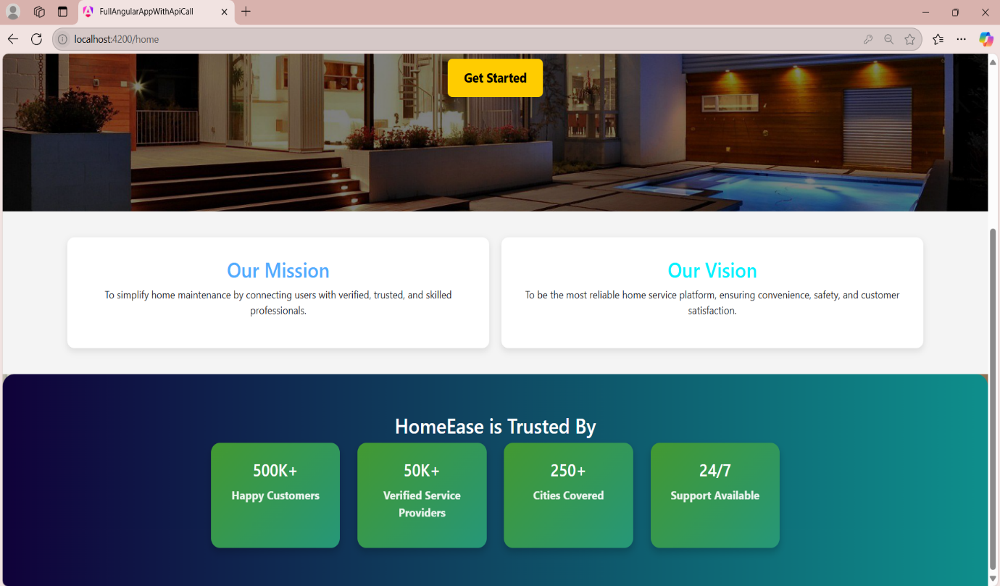 FullAngularAppWithApiCall
localhost:4200/home
Get Started
Our Mission
To simplify home maintenance by connecting users with verified, trusted, and skilled
professionals.
Our Vision
To be the most reliable home service platform, ensuring convenience, safety, and customer
satisfaction.
HomeEase is Trusted By
500K+
Happy Customers
50K+
Verified Service
Providers
250+
Cities Covered
24/7
Support Available